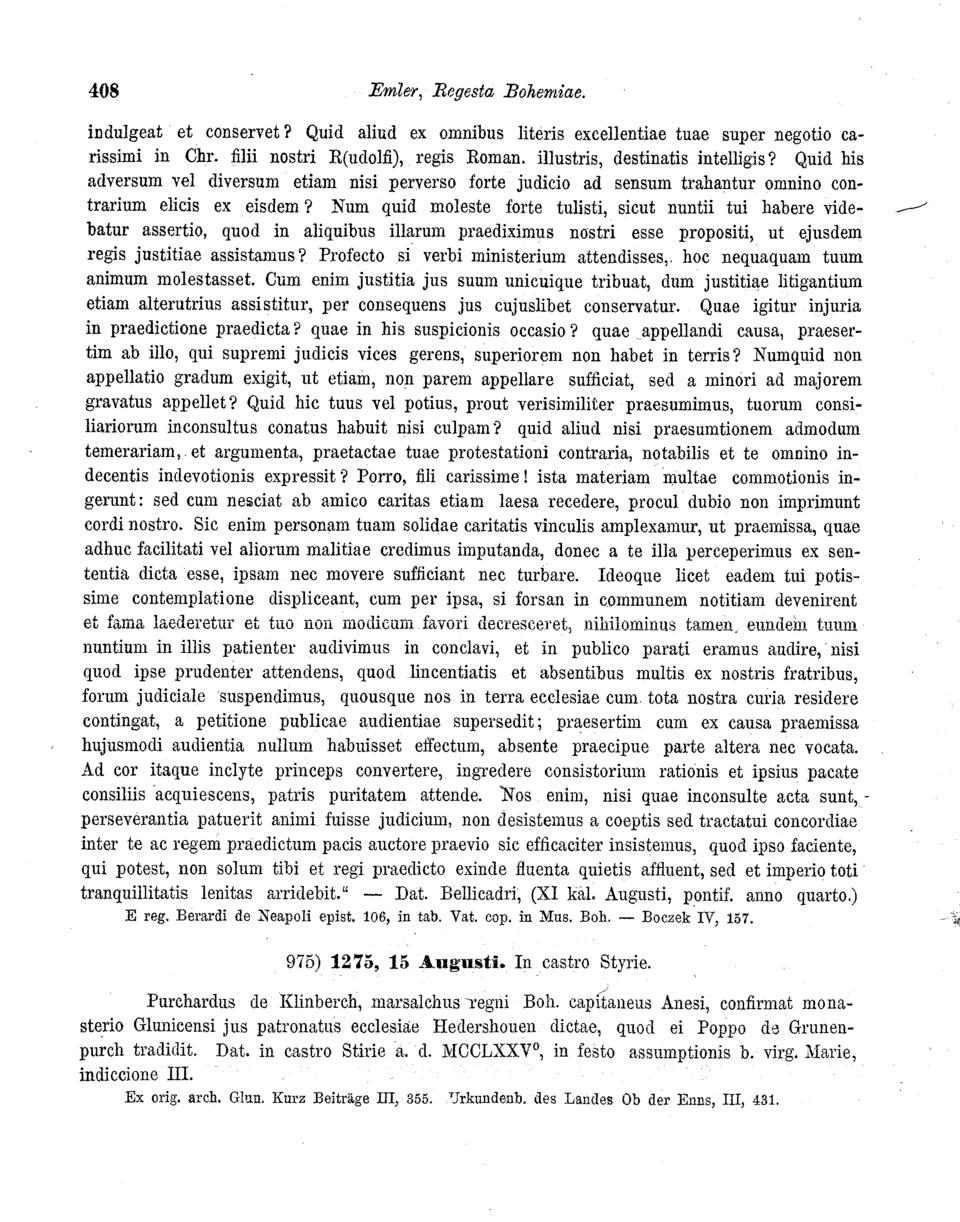 408 Emler, Regesta Bohemiae.
indulgeat et conservet? Quid aliud ex omnibus literis excellentiae tuae super negotio ca-
rissimi in Chr. filii nostri R(udolfi), regis Roman. illustris, destinatis intelligis? Quid his
adversum vel diversum etiam nisi perverso forte judicio ad sensum trahantur omnino con-
trarium elicis ex eisdem? Num quid moleste forte tulisti, sicut nuntii tui habere vide-
batur assertio, quod in aliquibus illarum praediximus nostri esse propositi, ut ejusdem
regis justitiae assistamus? Profecto si verbi ministerium attendisses, hoc nequaquam tuum
animum molestasset. Cum enim justitia jus suum unicuique tribuat, dum justitiae litigantium
etiam alterutrius assistitur, per consequens jus cujuslibet conservatur. Quae igitur injuria
in praedictione praedicta? quae in his suspicionis occasio? quae appellandi causa, praeser-
tim ab illo, qui supremi judicis vices gerens, superiorem non habet in terris? Numquid non
appellatio gradum exigit, ut etiam, non parem appellare sufficiat, sed a minori ad majorem
gravatus appellet? Quid hic tuus vel potius, prout verisimiliter praesumimus, tuorum consi-
liariorum inconsultus conatus habuit nisi culpam? quid aliud nisi praesumtionem admodum
temerariam, et argumenta, praetactae tuae protestationi contraria, notabilis et te omnino in-
decentis indevotionis expressit? Porro, fili carissime! ista materiam multae commotionis in-
gerunt: sed cum nesciat ab amico caritas etiam laesa recedere, procul dubio non imprimunt
cordi nostro. Sic enim personam tuam solidae caritatis vinculis amplexamur, ut praemissa, quae
adhuc facilitati vel aliorum malitiae credimus imputanda, donec a te illa perceperimus ex sen-
tentia dicta esse, ipsam nec movere sufficiant nec turbare. Ideoque licet eadem tui potis-
sime contemplatione displiceant, cum per ipsa, si forsan in communem notitiam devenirent
et fama laederetur et tuo non modicum favori decresceret, nihilominus tamen, eundem tuum
nuntium in illis patienter audivimus in conclavi, et in publico parati eramus audire, nisi
quod ipse prudenter attendens, quod lincentiatis et absentibus multis ex nostris fratribus,
forum judiciale suspendimus, quousque nos in terra ecclesiae cum tota nostra curia residere
contingat, a petitione publicae audientiae supersedit; praesertim cum ex causa praemissa
hujusmodi audientia nullum habuisset effectum, absente praecipue parte altera nec vocata.
Ad cor itaque inclyte princeps convertere, ingredere consistorium rationis et ipsius pacate
consiliis acquiescens, patris puritatem attende. Nos enim, nisi quae inconsulte acta sunt,
perseverantia patuerit animi fuisse judicium, non desistemus a coeptis sed tractatui concordiae
inter te ac regem praedictum pacis auctore praevio sic efficaciter insistemus, quod ipso faciente,
qui potest, non solum tibi et regi praedicto exinde fluenta quietis affluent, sed et imperio toti
tranquillitatis lenitas arridebit.“ — Dat. Bellicadri, (XI kal. Augusti, pontif. anno quarto.)
E reg. Berardi de Neapoli epist. 106, in tab. Vat. cop. in Mus. Boh. — Boczek IV, 157.
975) 1275, 15 Augusti. In castro Styrie.
Purchardus de Klinberch, marsalchus regni Boh. capitaneus Anesi, confirmat mona-
sterio Glunicensi jus patronatus ecclesiae Hedershouen dictae, quod ei Poppo de Grunen-
purch tradidit. Dat. in castro Stirie a. d. MCCLXXV⁰, in festo assumptionis b. virg. Marie,
indiccione III.
Ex orig. arch. Glun. Kurz Beiträge III, 355. Urkundenb. des Landes Ob der Enns, III, 431.